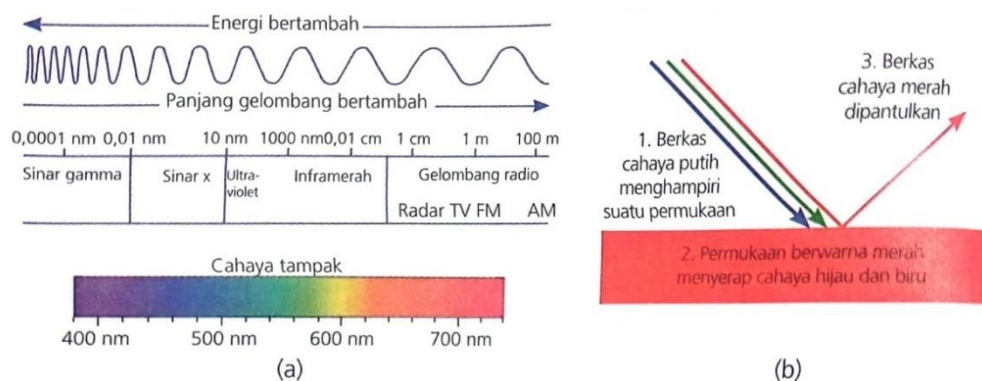 Energi bertambah
Panjang gelombang bertambah
0,0001 nm 0,01 nm 10 nm 1000 nm 0,01 cm 1 cm 1 m 100 m
Sinar gamma Sinar x Ultra-
violet Inframerah Gelombang radio
Radar TV FM AM
Cahaya tampak
400 nm 500 nm 600 nm 700 nm
(a)
1. Berkas
cahaya putih
menghampiri
suatu permukaan
3. Berkas
cahaya merah
dipantulkan
2. Permukaan berwarna merah
menyerap cahaya hijau dan biru
(b)